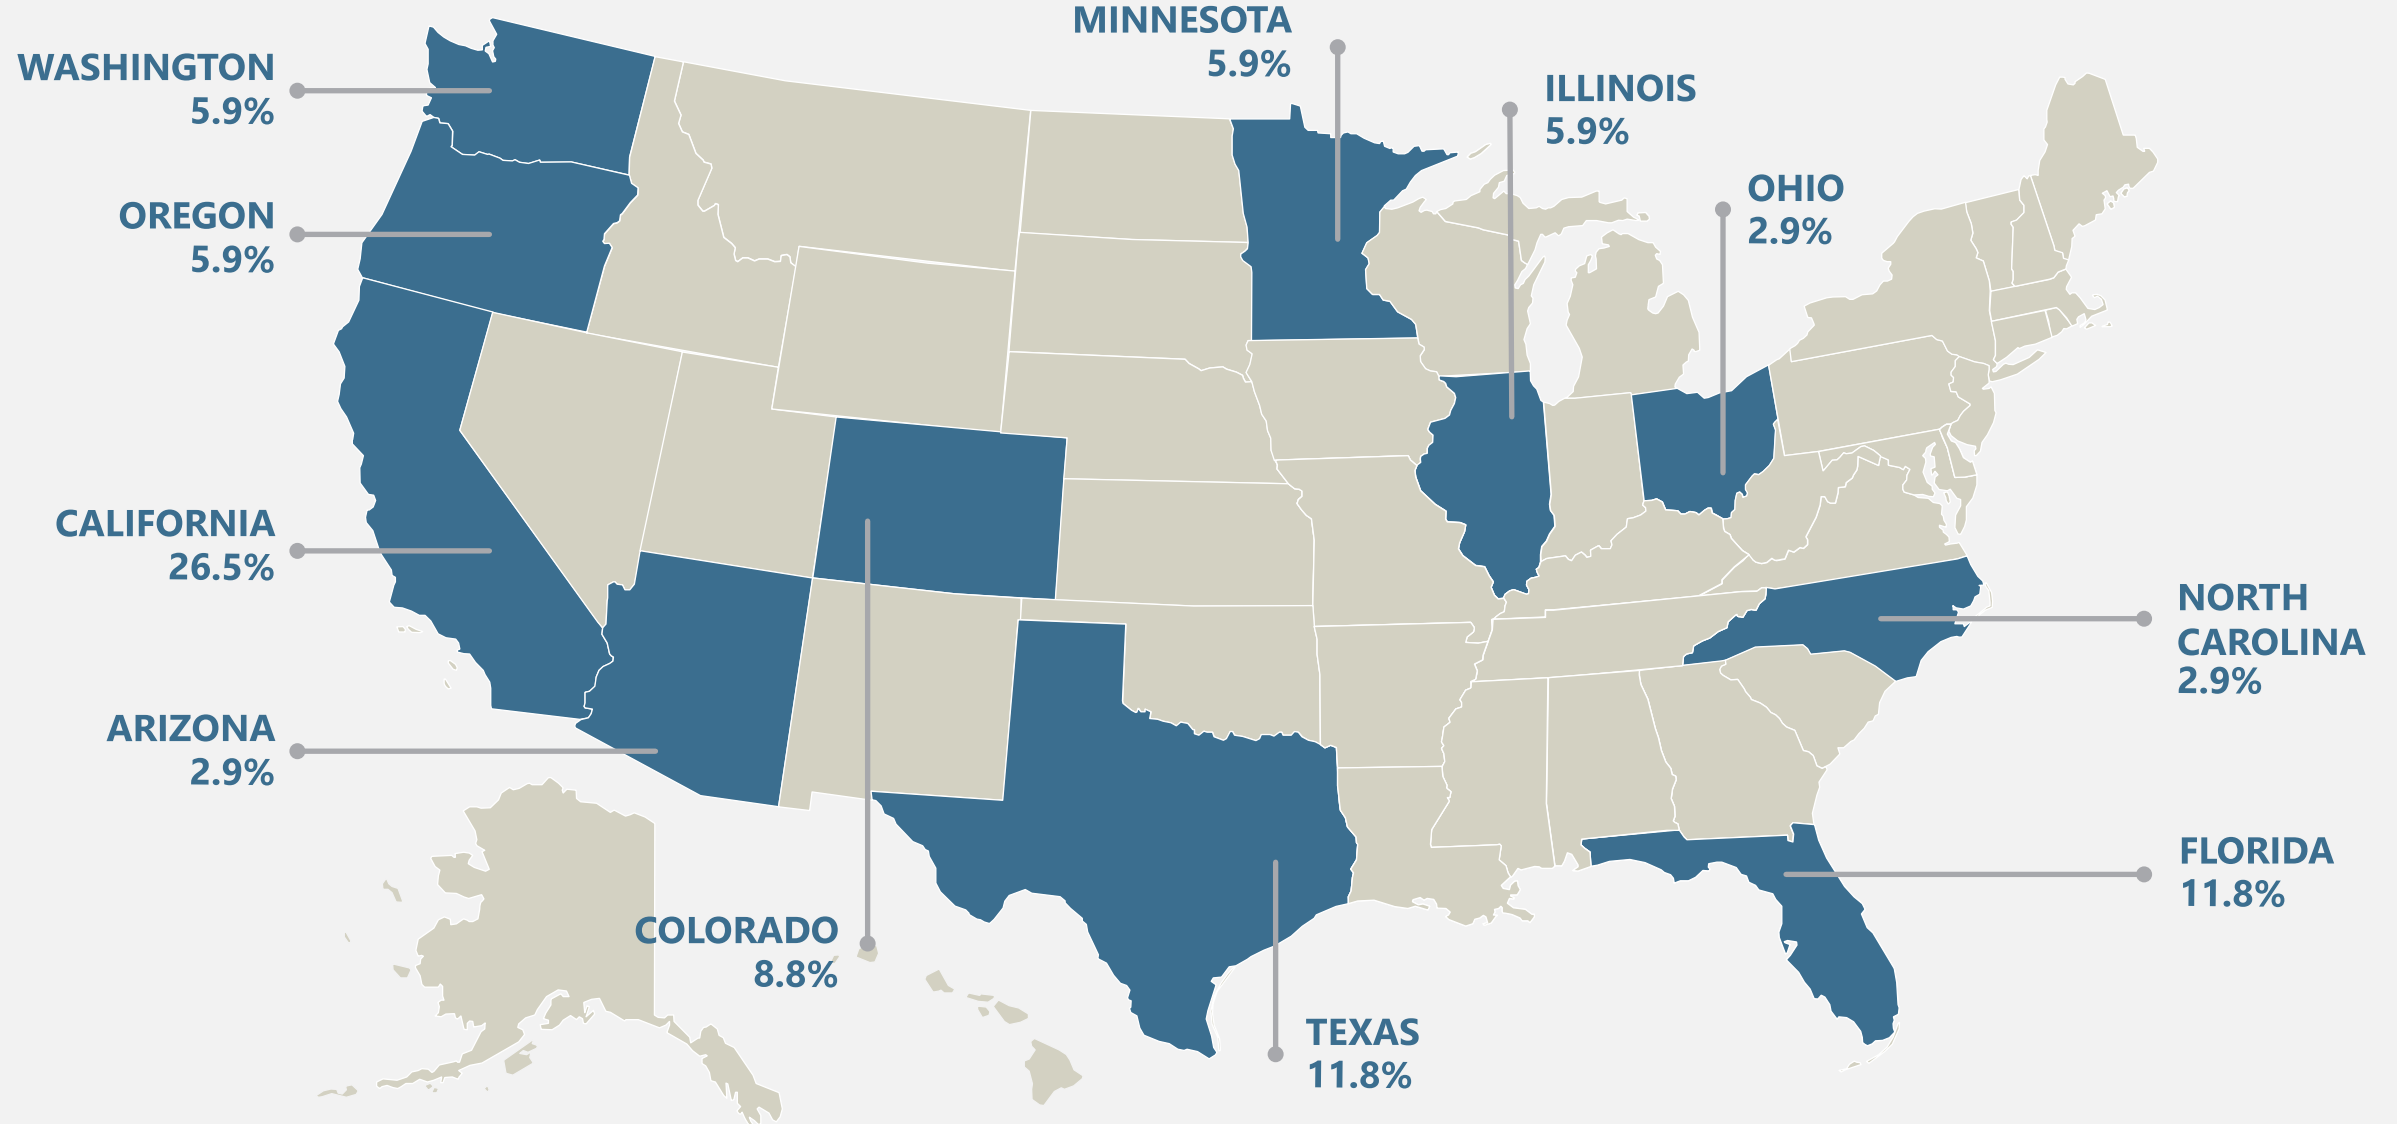 WASHINGTON
5.9%
OREGON
5.9%
CALIFORNIA
26.5%
ARIZONA
2.9%
COLORADO
8.8%
MINNESOTA
5.9%
ILLINOIS
5.9%
OHIO
2.9%
NORTH
CAROLINA
2.9%
FLORIDA
11.8%
TEXAS
11.8%